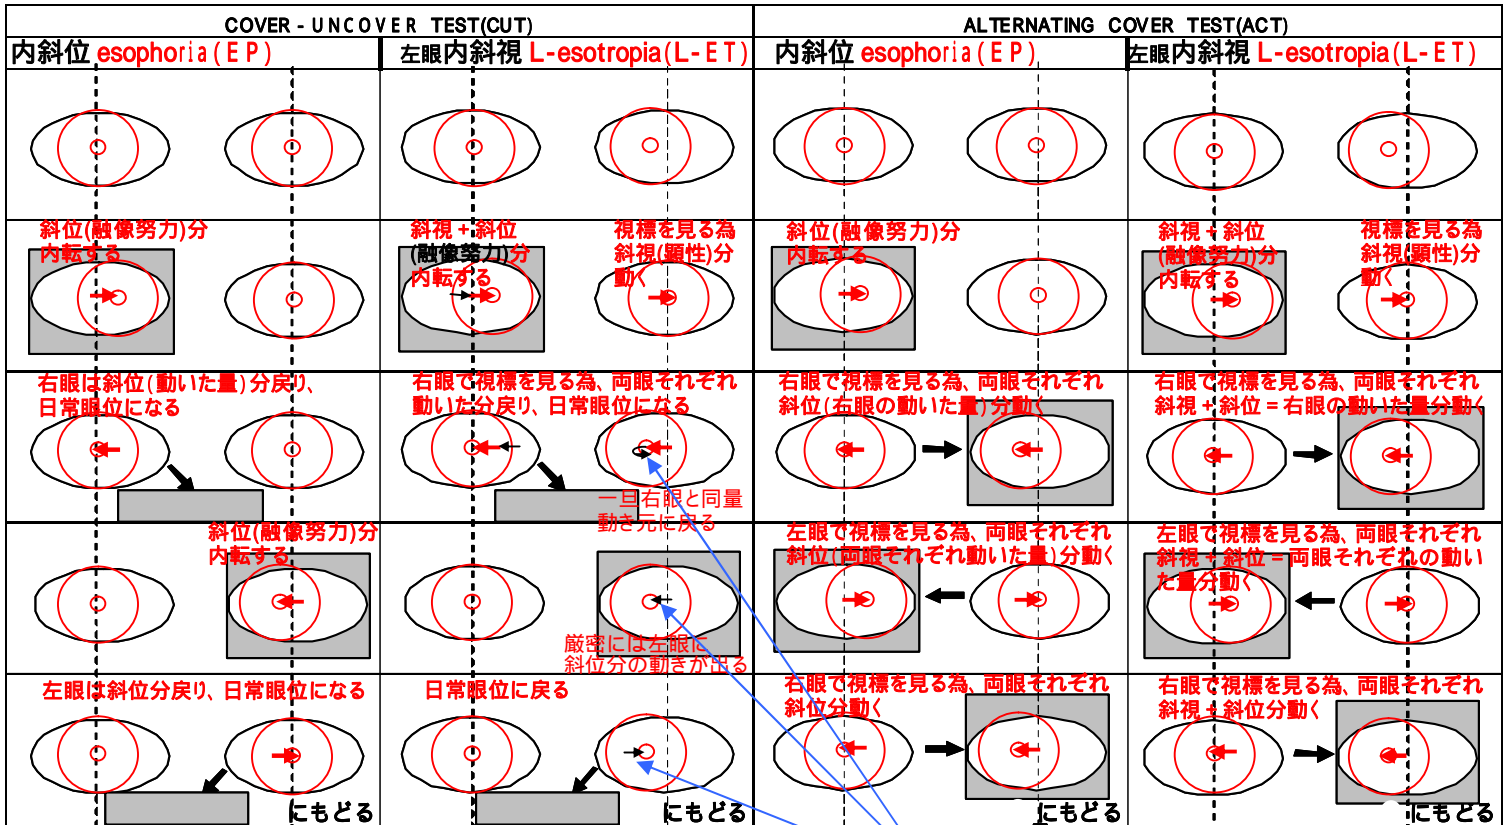 COVER-UNCOVER TEST(CUT)
ALTERNATING COVER TEST(ACT)
内斜位 esophoria(EP)
左眼内斜視 L-esotropia(L-ET)
内斜位 esophoria(EP)
左眼内斜視 L-esotropia(L-ET)
斜位(融像努力)分
内転する
斜視+斜位
(融像努力)分
内転する
視標を見る為
斜視(顕性)分
動く
斜位(融像努力)分
内転する
斜視+斜位
(融像努力)分
内転する
視標を見る為
斜視(顕性)分
動く
右眼は斜位(動いた量)分戻り、
日常眼位になる
右眼で視標を見る為、両眼それぞれ
動いた分戻り、日常眼位になる
一旦右眼と同量
動き元に戻る
右眼で視標を見る為、両眼それぞれ
斜位(右眼の動いた量)分動く
右眼で視標を見る為、両眼それぞれ
斜視+斜位=右眼の動いた量分動く
斜位(融像努力)分
内転する
厳密には左眼に
斜位分の動きが出る
左眼で視標を見る為、両眼それぞれ
斜位(両眼それぞれ動いた量)分動く
左眼で視標を見る為、両眼それぞれ
斜視+斜位=両眼それぞれの動い
た量分動く
左眼は斜位分戻り、日常眼位になる
にもどる
日常眼位に戻る
にもどる
右眼で視標を見る為、両眼それぞれ
斜位分動く
にもどる
右眼で視標を見る為、両眼それぞれ
斜視+斜位分動く
にもどる